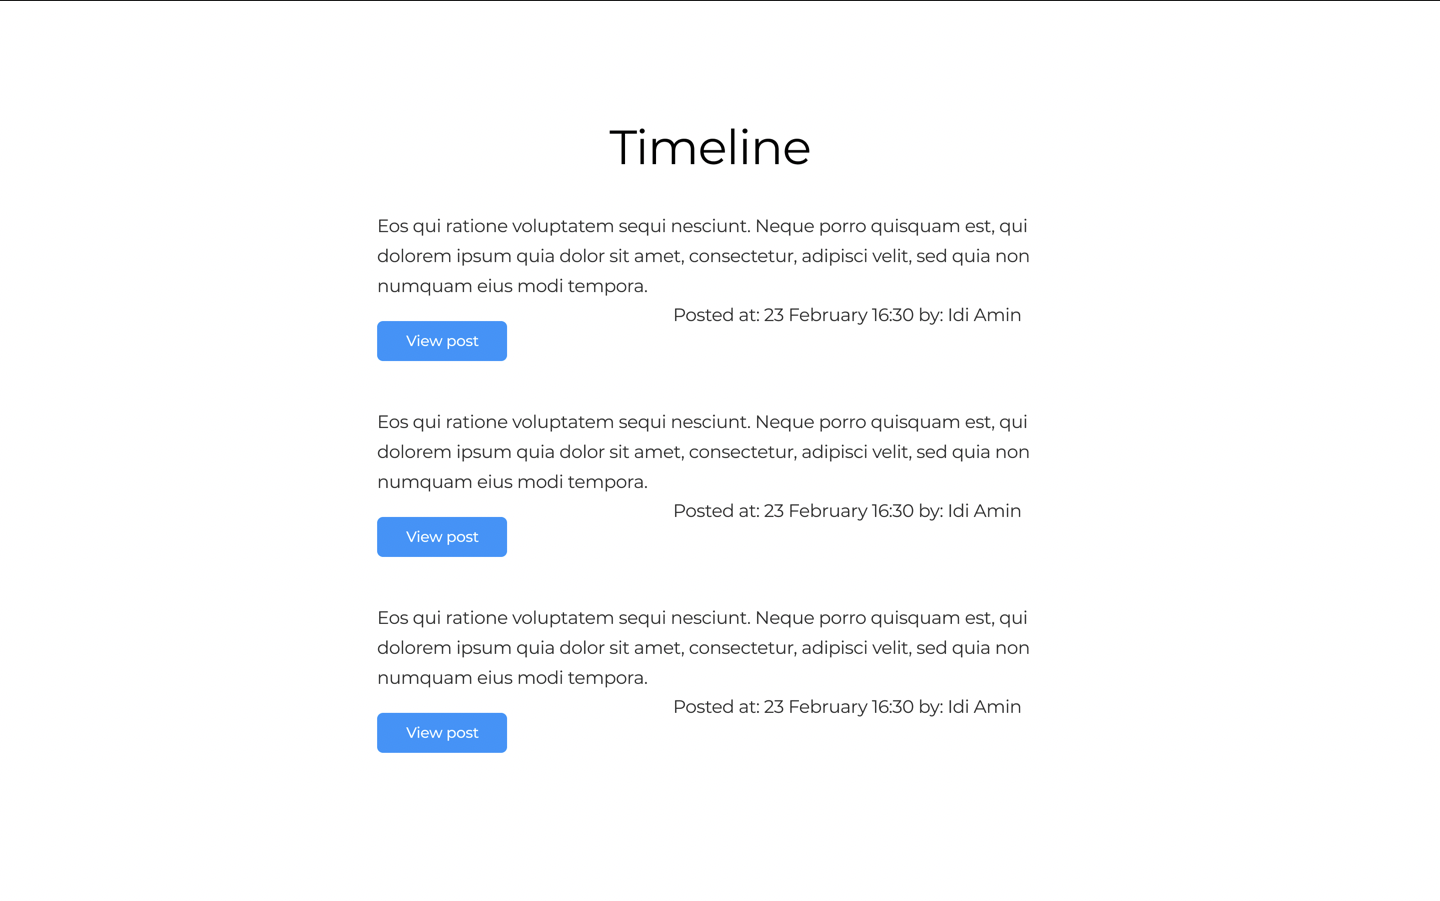 Timeline
Eos qui ratione voluptatem sequi nesciunt. Neque porro quisquam est, qui
dolorem ipsum quia dolor sit amet, consectetur, adipisci velit, sed quia non
numquam eius modi tempora.
Posted at: 23 February 16:30 by: Idi Amin
View post
Eos qui ratione voluptatem sequi nesciunt. Neque porro quisquam est, qui
dolorem ipsum quia dolor sit amet, consectetur, adipisci velit, sed quia non
numquam eius modi tempora.
Posted at: 23 February 16:30 by: Idi Amin
View post
Eos qui ratione voluptatem sequi nesciunt. Neque porro quisquam est, qui
dolorem ipsum quia dolor sit amet, consectetur, adipisci velit, sed quia non
numquam eius modi tempora.
Posted at: 23 February 16:30 by: Idi Amin
View post